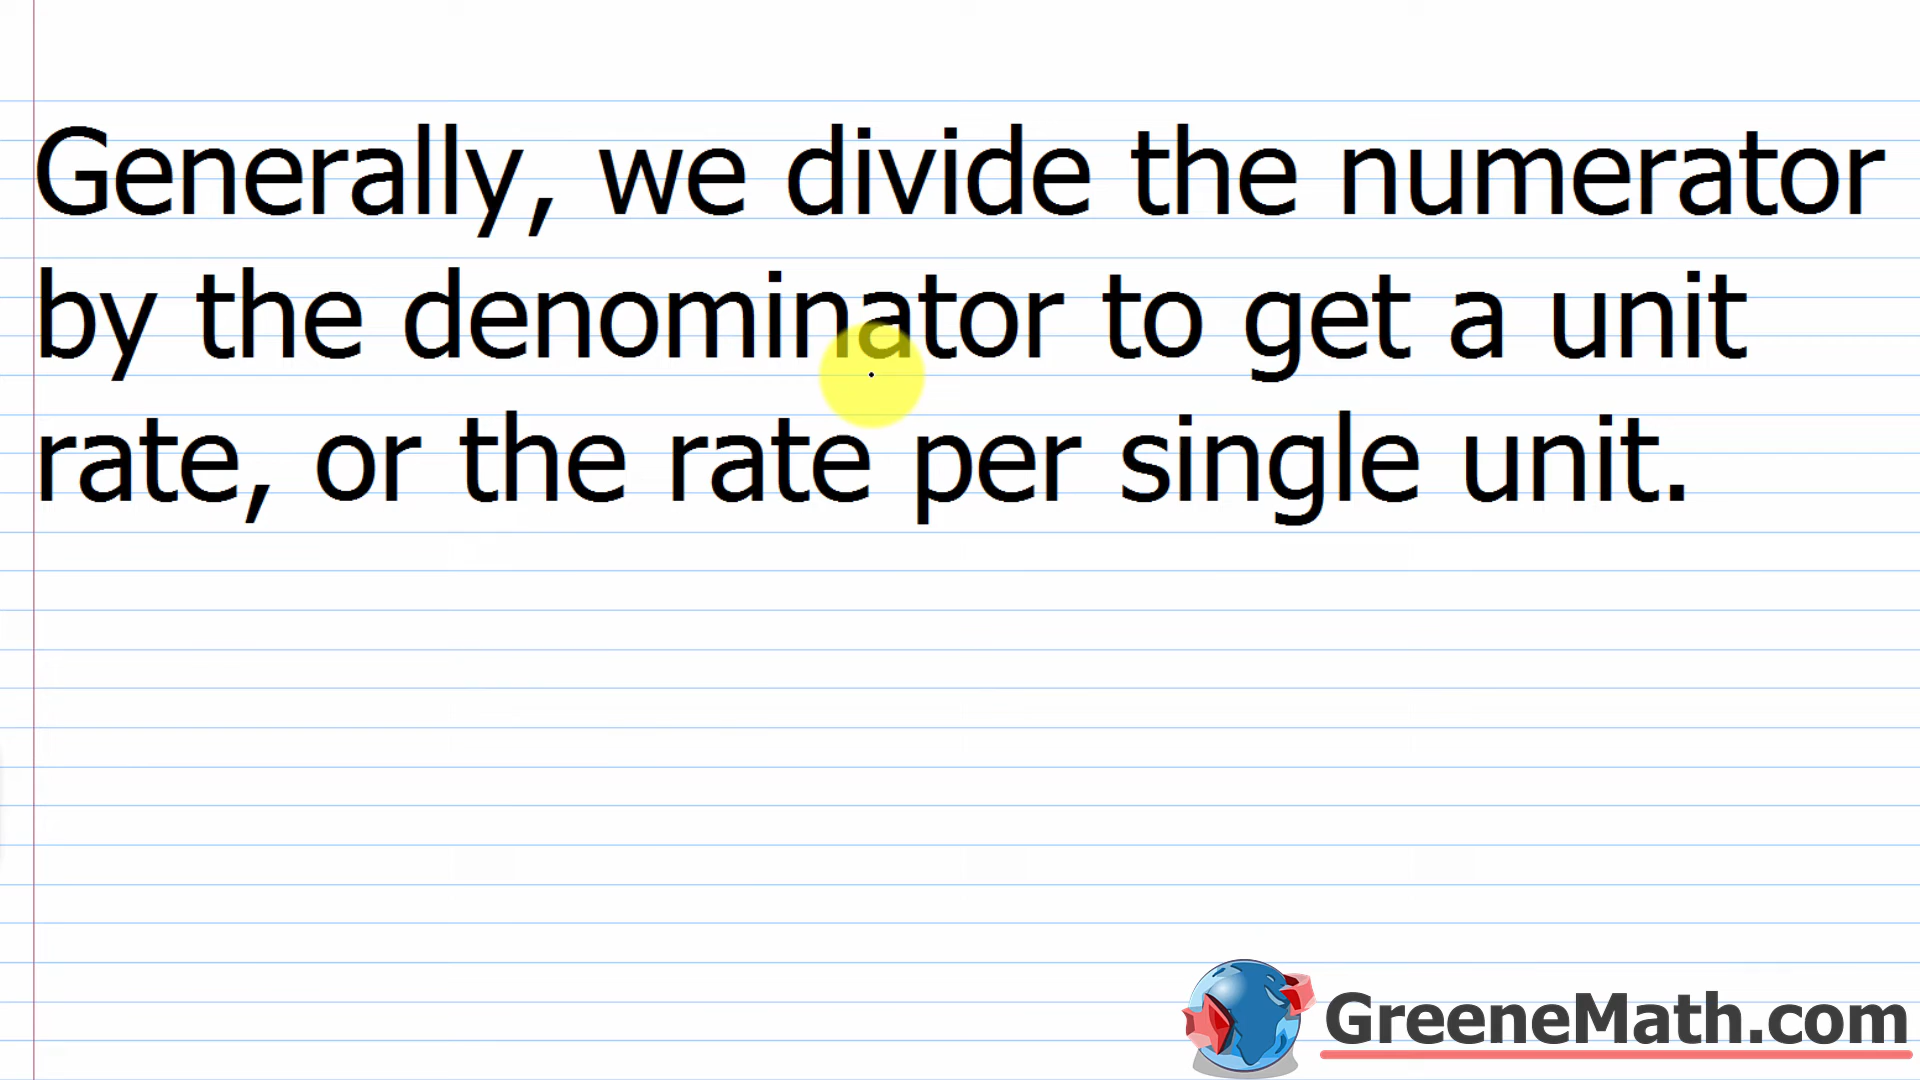 Generally, we divide the numerator
by the denominator to get a unit
rate, or the rate per single unit.
GreeneMath.com